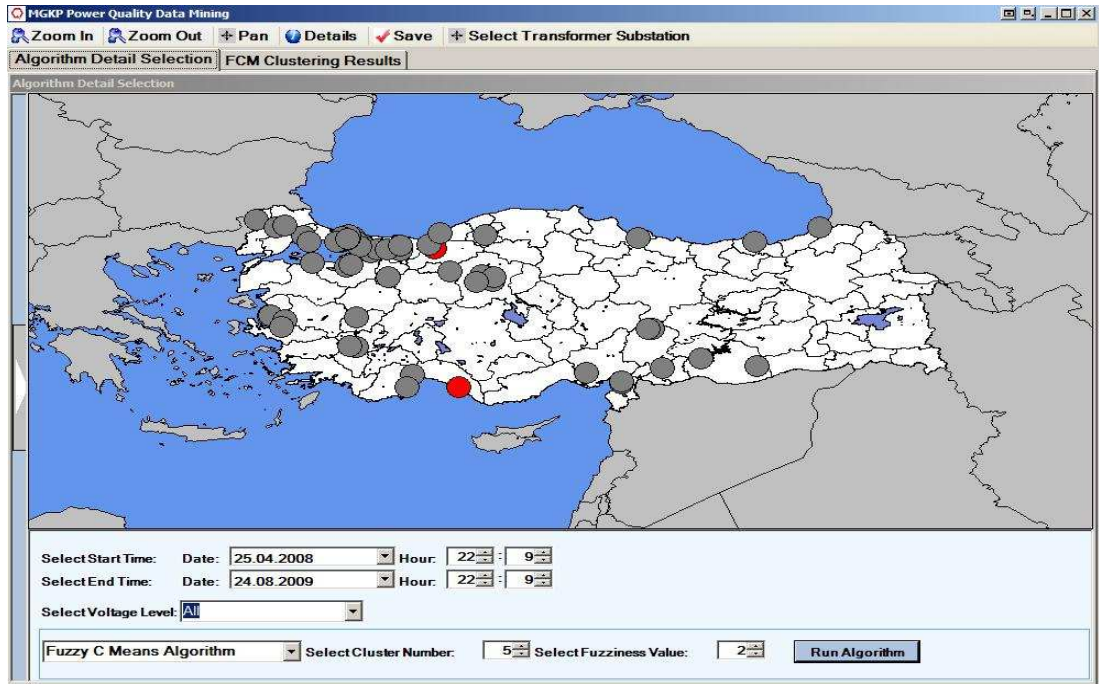 MGKP Power Quality Data Mining
Zoom In Zoom Out Pan Details Save Select Transformer Substation
Algorithm Detail Selection FCM Clustering Results
Algorithm Detail Selection
Select Start Time: Date: 25.04.2008 Hour: 22 : 9
Select End Time: Date: 24.08.2009 Hour: 22 : 9
Select Voltage Level: All
Fuzzy C Means Algorithm Select Cluster Number: 5 Select Fuzziness Value: 2 Run Algorithm